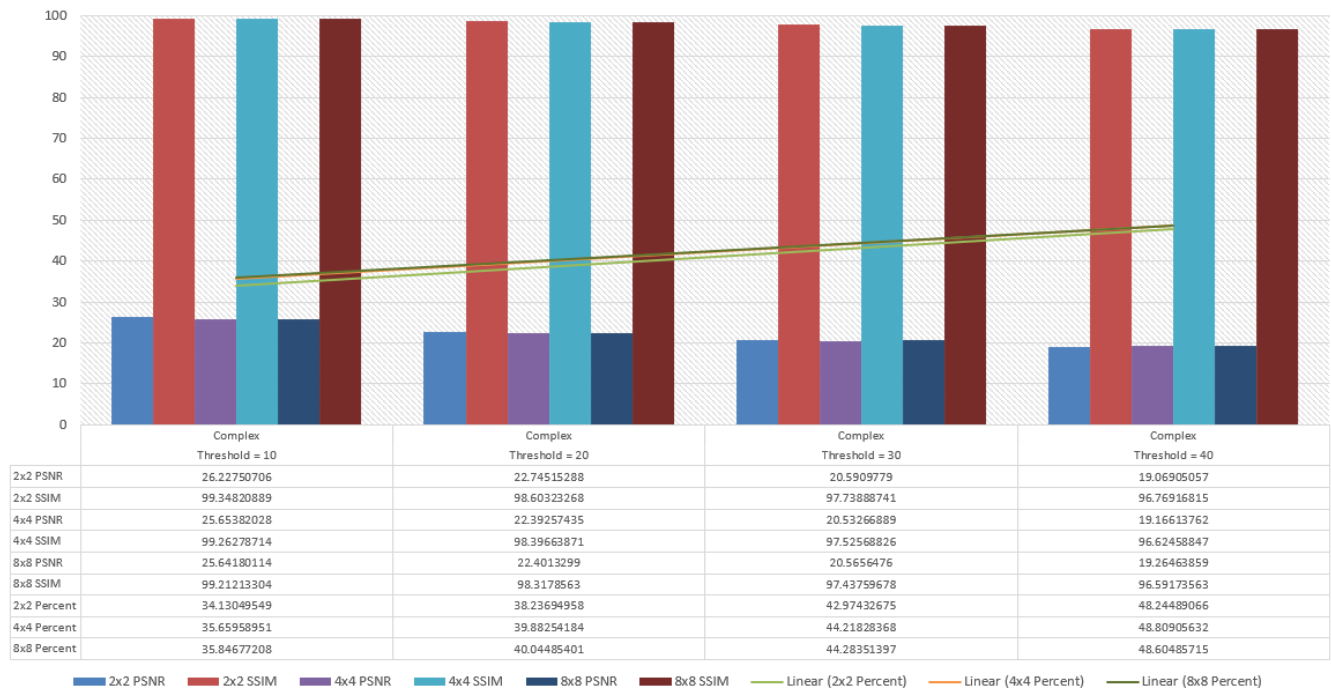 100
90
80
70
60
50
40
30
20
10
0
Complex Complex Complex Complex
Threshold = 10 Threshold = 20 Threshold = 30 Threshold = 40
2x2 PSNR 26.22750706 22.74515288 20.5909779 19.06905057
2x2 SSIM 99.34820889 98.60323268 97.73888741 96.76916815
4x4 PSNR 25.65382028 22.39257435 20.53266889 19.16613762
4x4 SSIM 99.26278714 98.39663871 97.52568826 96.62458847
8x8 PSNR 25.64180114 22.4013299 20.5656476 19.26463859
8x8 SSIM 99.21213304 98.3178563 97.43759678 96.59173563
2x2 Percent 34.13049549 38.23694958 42.97432675 48.24489066
4x4 Percent 35.65958951 39.88254184 44.21828368 48.80905632
8x8 Percent 35.84677208 40.04485401 44.28351397 48.60485715
2x2 PSNR 2x2 SSIM 4x4 PSNR 4x4 SSIM 8x8 PSNR 8x8 SSIM Linear (2x2 Percent) Linear (4x4 Percent) Linear (8x8 Percent)